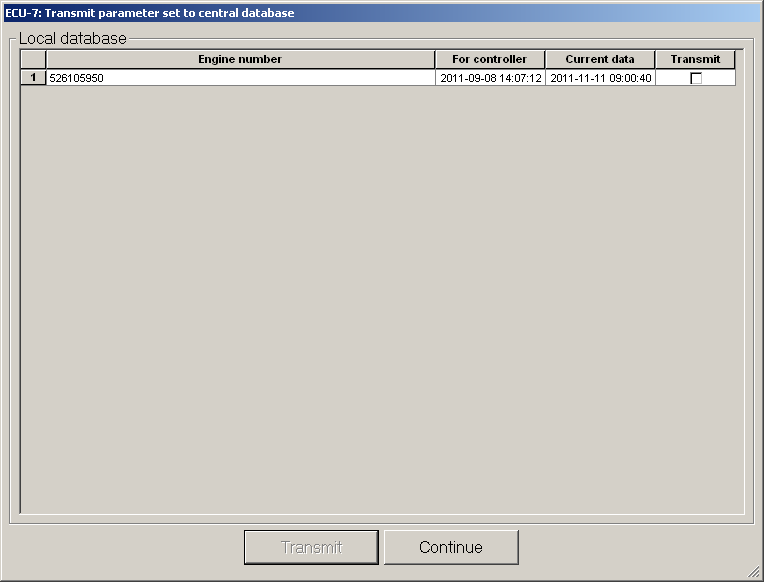 ECU-7: Transmit parameter set to central database
Local database
Engine number For controller Current data Transmit
1 526105950 2011-09-08 14:07:12 2011-11-11 09:00:40
Transmit Continue